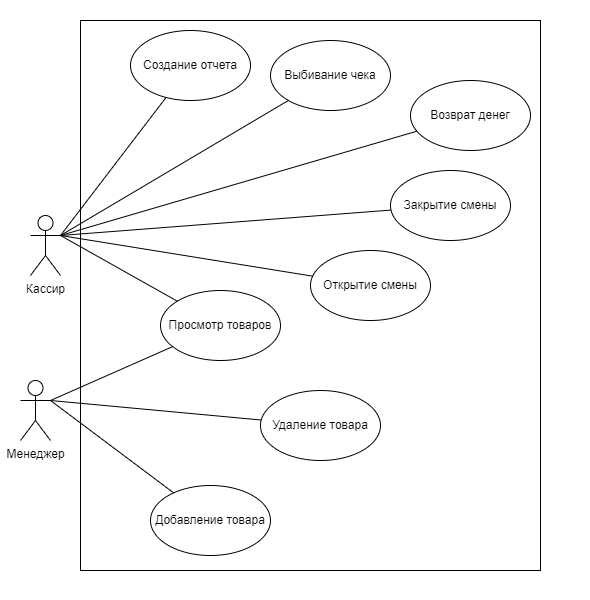 Создание отчета
Выбивание чека
Возврат денег
Закрытие смены
Открытие смены
Кассир
Просмотр товаров
Удаление товара
Менеджер
Добавление товара